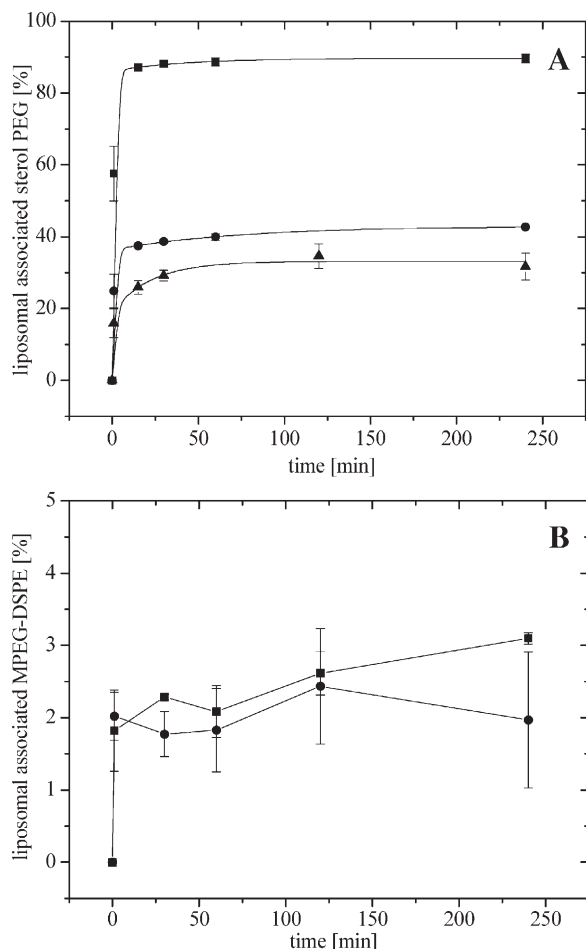 A
liposomal associated sterol PEG [%]
100
80
60
40
20
0
0 50 100 150 200 250
time [min]
B
liposomal associated MPEG-DSPE [%]
5
4
3
2
1
0
0 50 100 150 200 250
time [min]